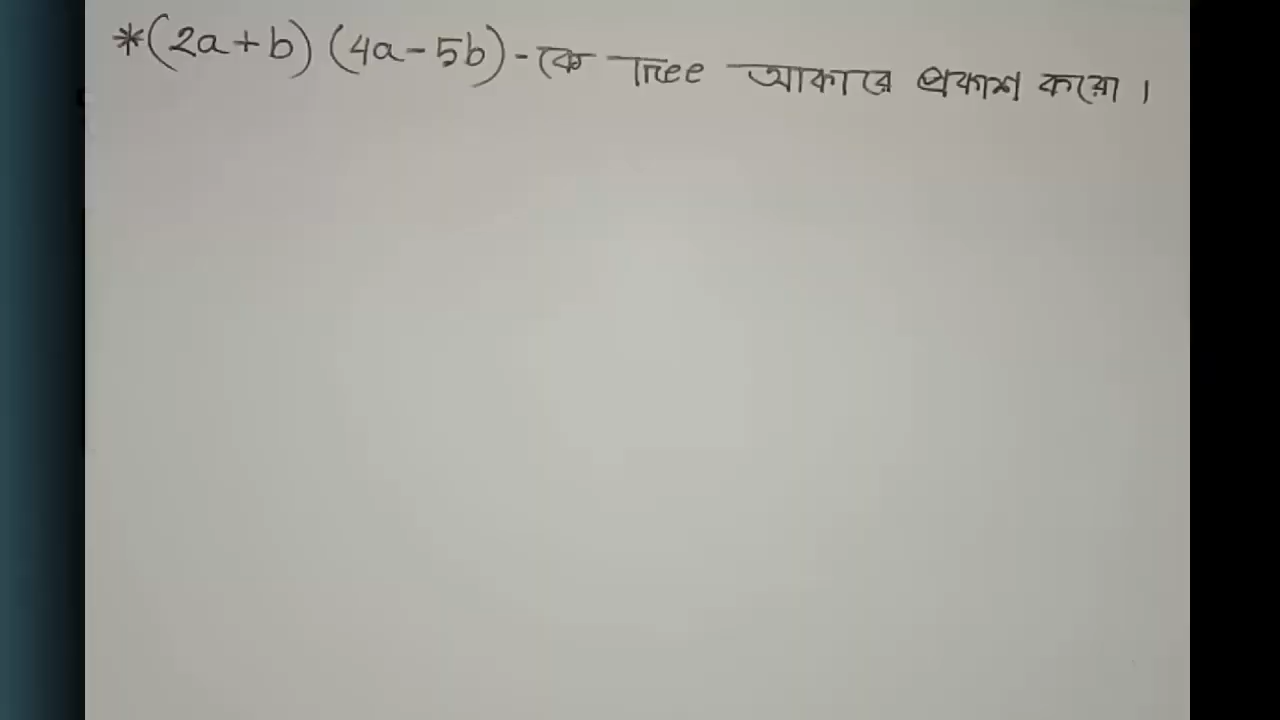 *(2a+b) (4a-5b)-কে Tree আকারে প্রকাশ করো।